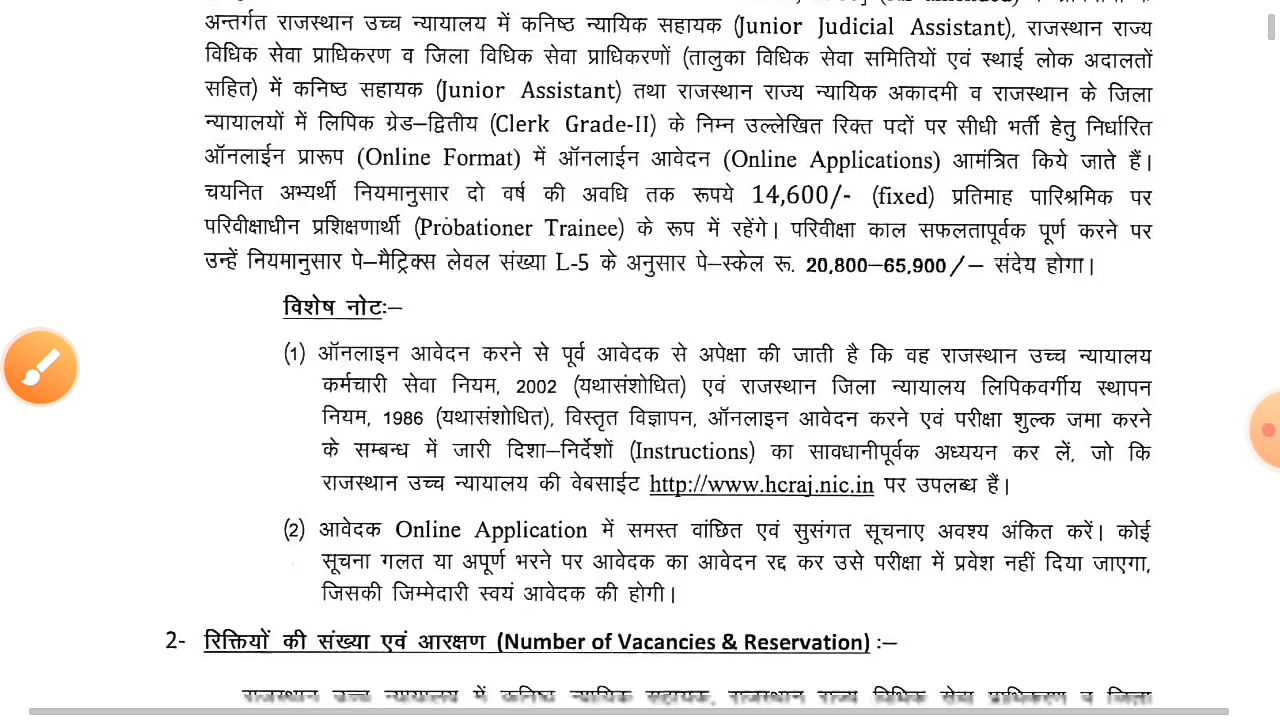 अन्तर्गत राजस्थान उच्च न्यायालय में कनिष्ठ न्यायिक सहायक (Junior Judicial Assistant), राजस्थान राज्य
विधिक सेवा प्राधिकरण व जिला विधिक सेवा प्राधिकरणों (तालुका विधिक सेवा समितियों एवं स्थाई लोक अदालतों
सहित) में कनिष्ठ सहायक (Junior Assistant) तथा राजस्थान राज्य न्यायिक अकादमी व राजस्थान के जिला
न्यायालयों में लिपिक ग्रेड–द्वितीय (Clerk Grade-II) के निम्न उल्लेखित रिक्त पदों पर सीधी भर्ती हेतु निर्धारित
ऑनलाईन प्रारूप (Online Format) में ऑनलाईन आवेदन (Online Applications) आमंत्रित किये जाते हैं।
चयनित अभ्यर्थी नियमानुसार दो वर्ष की अवधि तक रूपये 14,600/- (fixed) प्रतिमाह पारिश्रमिक पर
परिवीक्षाधीन प्रशिक्षणार्थी (Probationer Trainee) के रूप में रहेंगे। परिवीक्षा काल सफलतापूर्वक पूर्ण करने पर
उन्हें नियमानुसार पे–मैट्रिक्स लेवल संख्या L-5 के अनुसार पे–स्केल रू. 20,800–65,900/– संदेय होगा।
विशेष नोटः–
(1) ऑनलाइन आवेदन करने से पूर्व आवेदक से अपेक्षा की जाती है कि वह राजस्थान उच्च न्यायालय
कर्मचारी सेवा नियम, 2002 (यथासंशोधित) एवं राजस्थान जिला न्यायालय लिपिकवर्गीय स्थापन
नियम, 1986 (यथासंशोधित), विस्तृत विज्ञापन, ऑनलाइन आवेदन करने एवं परीक्षा शुल्क जमा करने
के सम्बन्ध में जारी दिशा–निर्देशों (Instructions) का सावधानीपूर्वक अध्ययन कर लें, जो कि
राजस्थान उच्च न्यायालय की वेबसाईट http://www.hcraj.nic.in पर उपलब्ध हैं।
(2) आवेदक Online Application में समस्त वांछित एवं सुसंगत सूचनाए अवश्य अंकित करें। कोई
सूचना गलत या अपूर्ण भरने पर आवेदक का आवेदन रद्द कर उसे परीक्षा में प्रवेश नहीं दिया जाएगा,
जिसकी जिम्मेदारी स्वयं आवेदक की होगी।
2- रिक्तियों की संख्या एवं आरक्षण (Number of Vacancies & Reservation) :–
राजस्थान उच्च न्यायालय में कनिष्ठ न्यायिक सहायक, राजस्थान राज्य विधिक सेवा प्राधिकरण व जिला